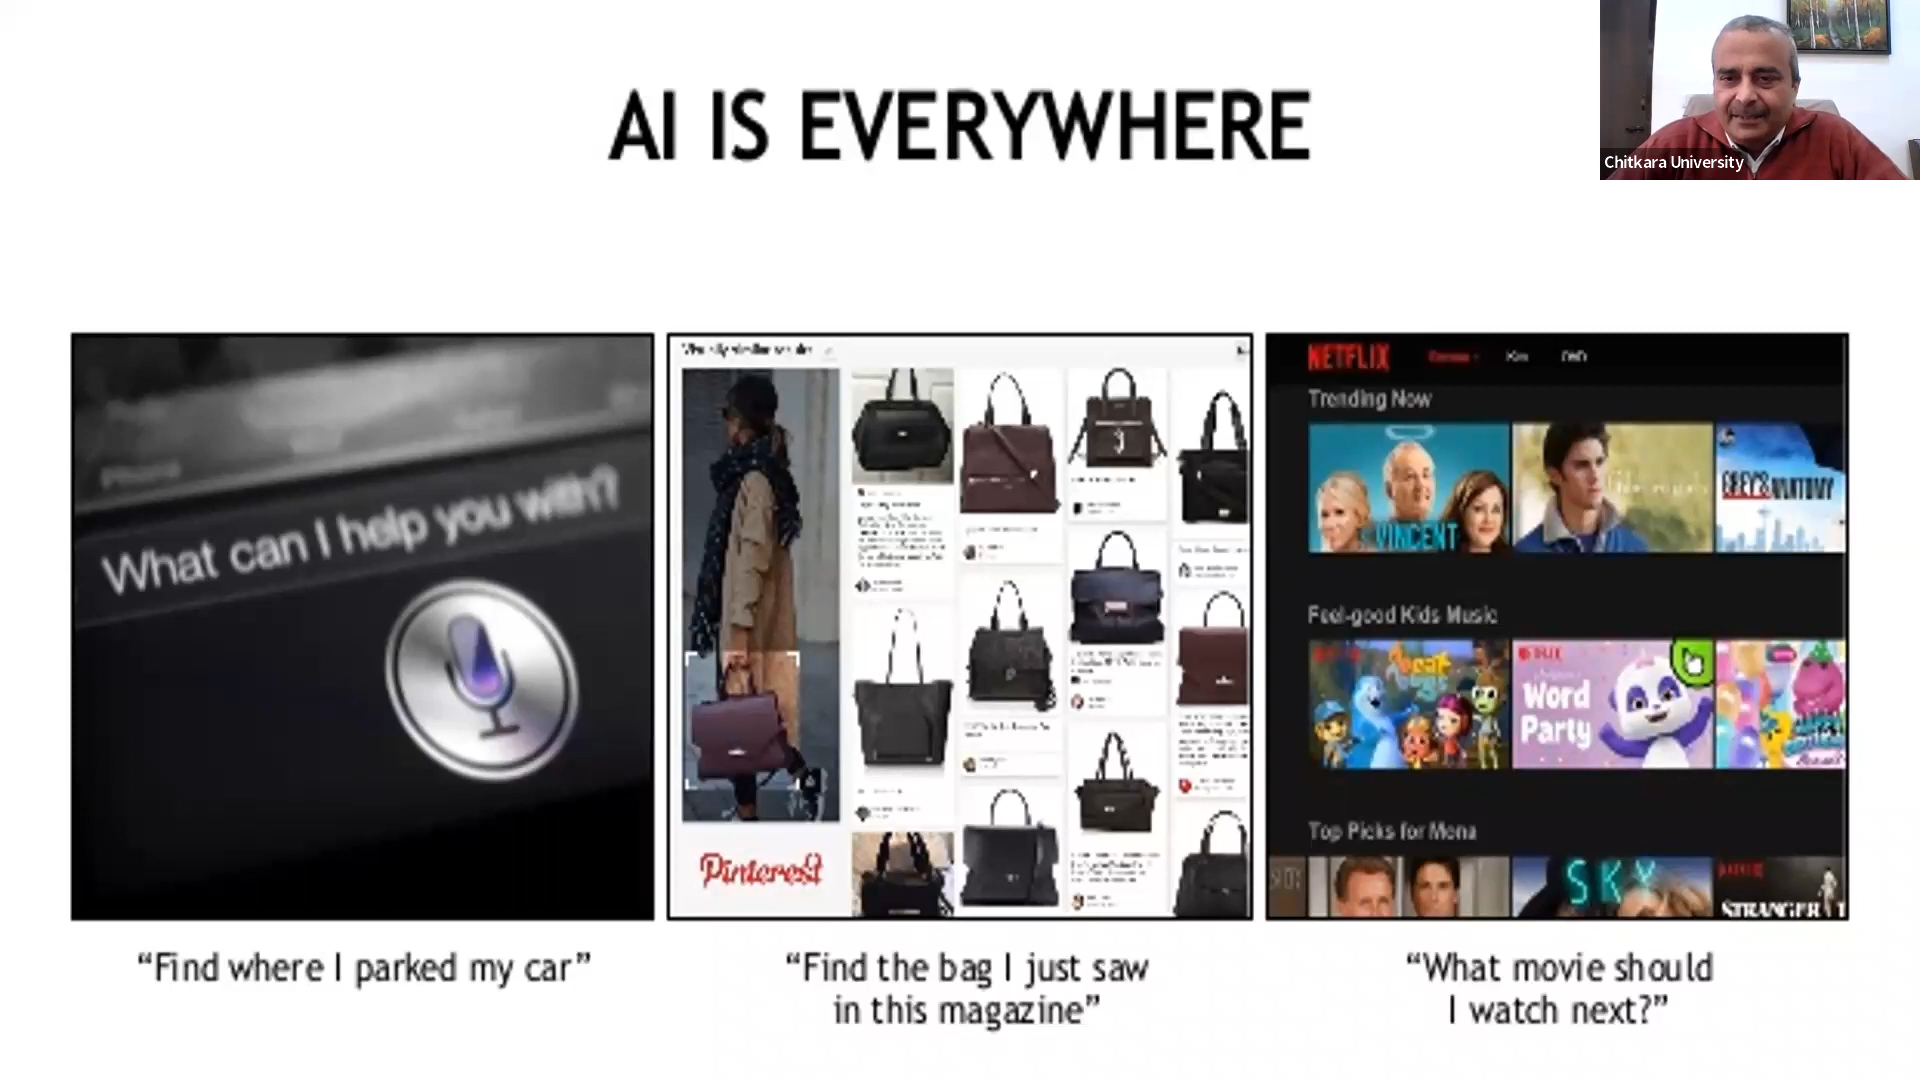 AI IS EVERYWHERE
Chitkara University
What can I help you with?
Pinterest
NETFLIX
Trending Now
VINCENT
GREY'S ANATOMY
Feel-good Kids Music
Word
Party
Top Picks for Mona
SKY
STRANGER
“Find where I parked my car”
“Find the bag I just saw
in this magazine”
“What movie should
I watch next?”